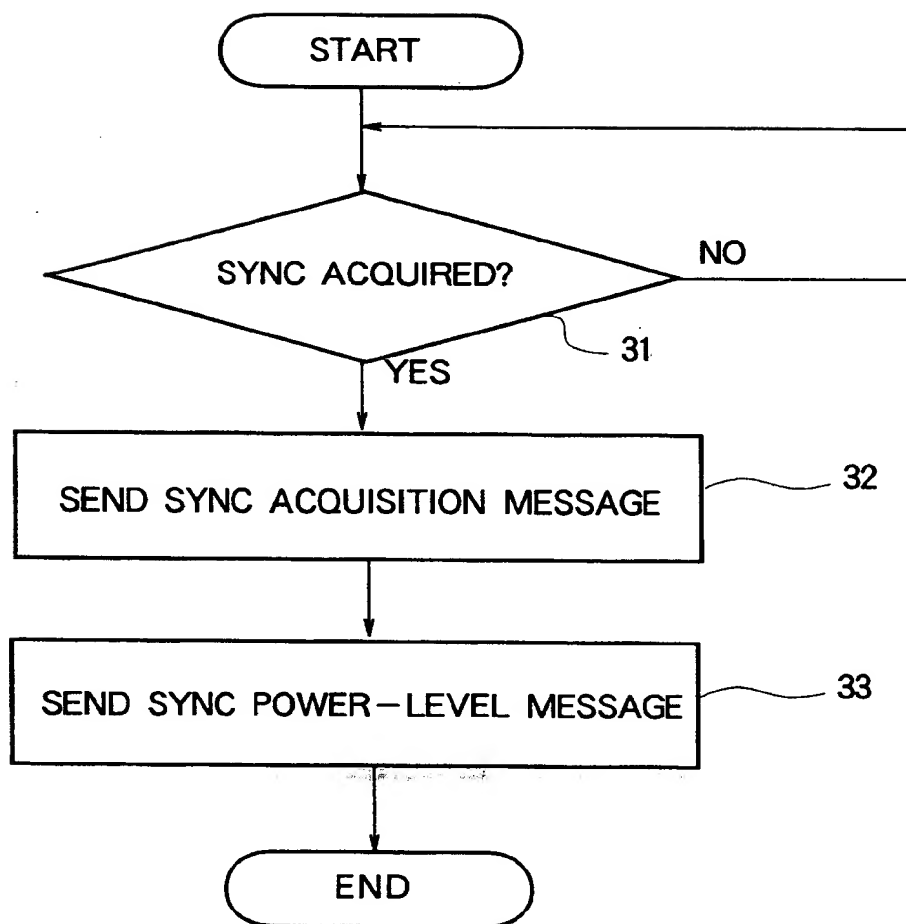 START
SYNC ACQUIRED?
NO
31
YES
SEND SYNC ACQUISITION MESSAGE
32
SEND SYNC POWER-LEVEL MESSAGE
33
END